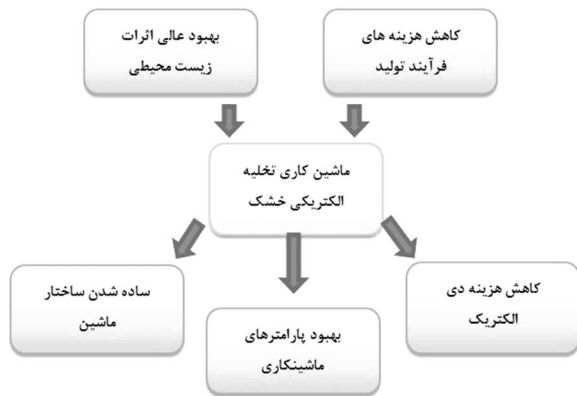 کاهش هزینه های
فرآیند تولید
بهبود عالی اثرات
زیست محیطی
ماشین کاری تخلیه
الکتریکی خشک
کاهش هزینه دی
الکتریک
بهبود پارامترهای
ماشینکاری
ساده شدن ساختار
ماشین